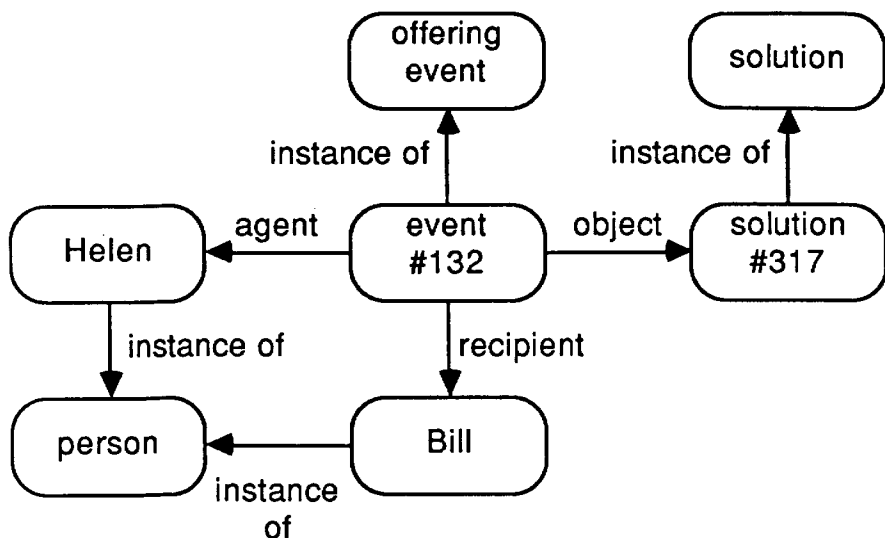 offering
event
solution
instance of
instance of
Helen
agent
event
#132
object
solution
#317
instance of
recipient
person
Bill
instance
of